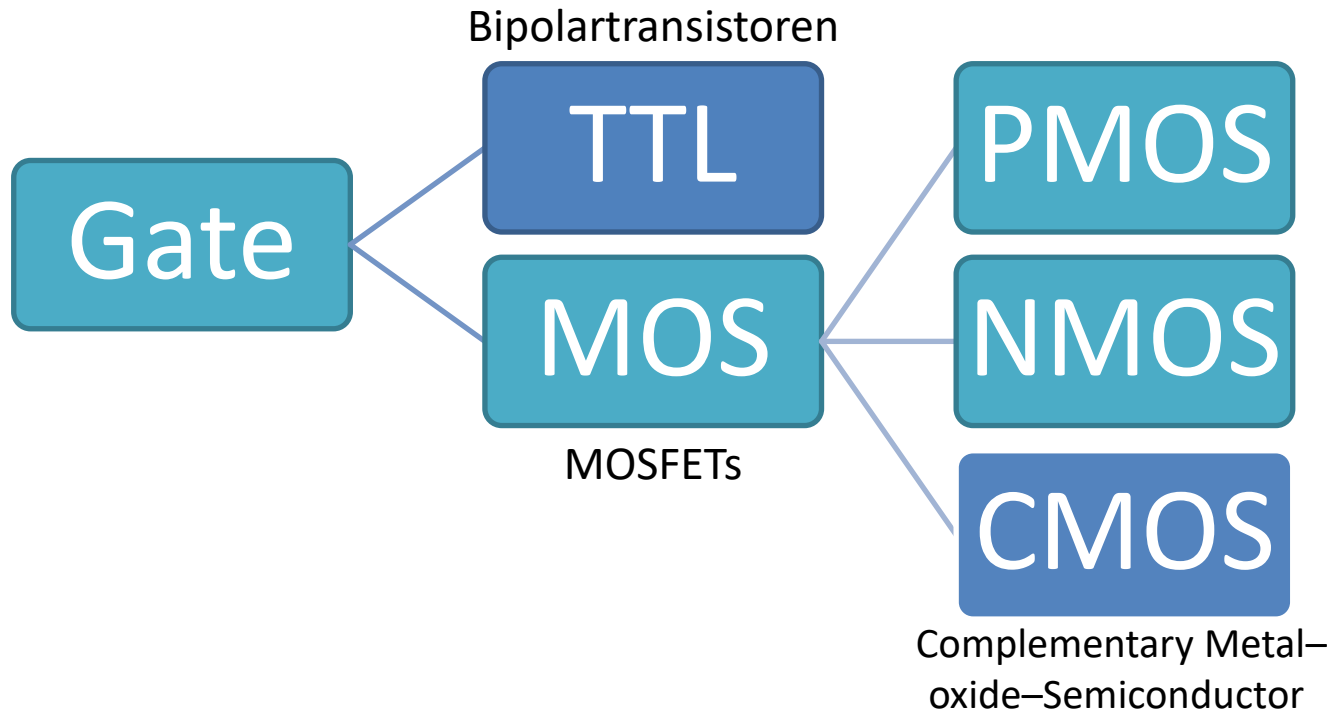 Bipolartransistoren
Gate
TTL
MOS
MOSFETs
PMOS
NMOS
CMOS
Complementary Metal–
oxide–Semiconductor